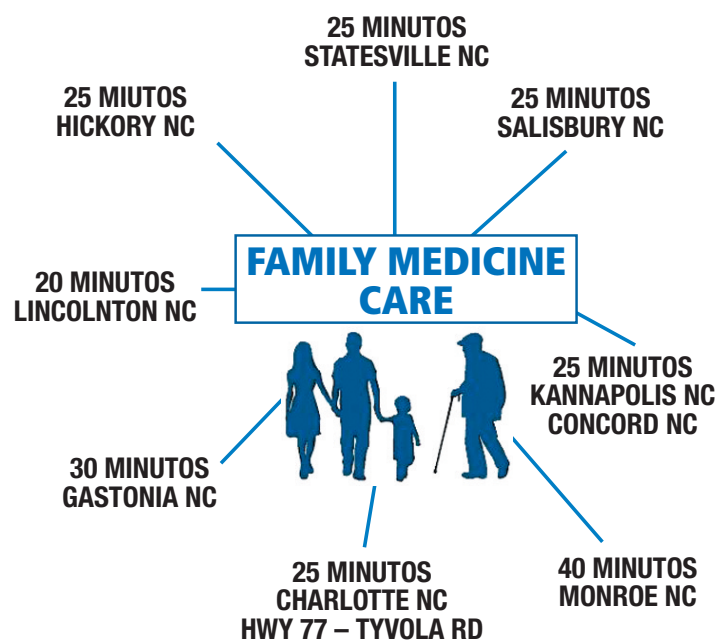 25 MINUTOS
STATESVILLE NC
25 MIUTOS
HICKORY NC
25 MINUTOS
SALISBURY NC
FAMILY MEDICINE
CARE
20 MINUTOS
LINCOLNTON NC
25 MINUTOS
KANNAPOLIS NC
CONCORD NC
30 MINUTOS
GASTONIA NC
25 MINUTOS
CHARLOTTE NC
HWY 77 – TYVOLA RD
40 MINUTOS
MONROE NC